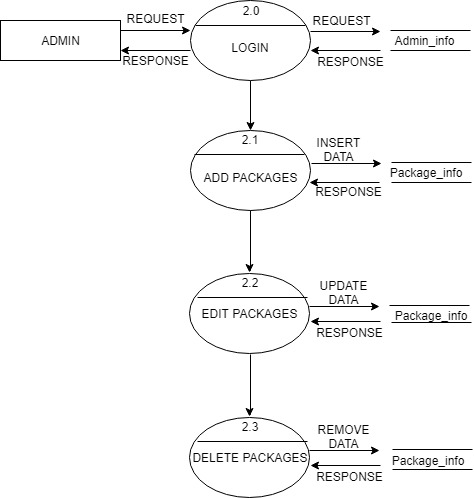 2.0
REQUEST
REQUEST
ADMIN
LOGIN
Admin_info
RESPONSE
RESPONSE
2.1
INSERT
DATA
ADD PACKAGES
Package_info
RESPONSE
2.2
UPDATE
DATA
EDIT PACKAGES
Package_info
RESPONSE
2.3
REMOVE
DATA
DELETE PACKAGES
Package_info
RESPONSE